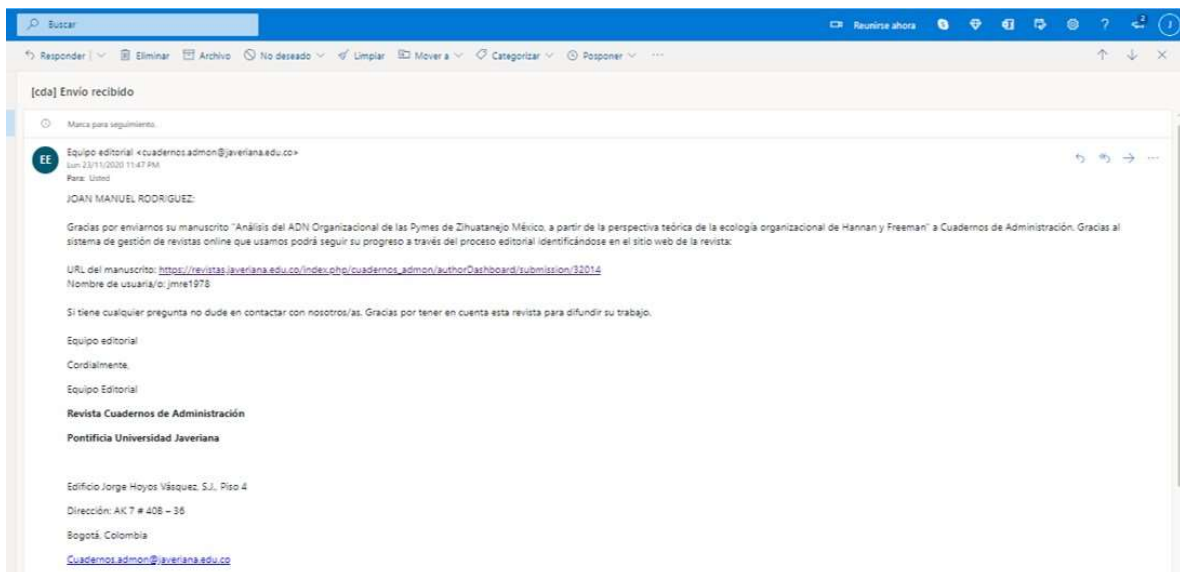 Buscar
Reunirse ahora
Responder Eliminar Archivo No deseado Limpiar Mover a Categorizar Posponer
[cda] Envío recibido
Marca para seguimiento.
EE
Equipo editorial <cuadernos.admon@javeriana.edu.co>
Lun 23/11/2020 11:47 PM
Para: Usted
JOAN MANUEL RODRIGUEZ:
Gracias por enviarnos su manuscrito "Análisis del ADN Organizacional de las Pymes de Zihuatanejo México, a partir de la perspectiva teórica de la ecología organizacional de Hannan y Freeman" a Cuadernos de Administración. Gracias al
sistema de gestión de revistas online que usamos podrá seguir su progreso a través del proceso editorial identificándose en el sitio web de la revista:
URL del manuscrito: https://revistas.javeriana.edu.co/index.php/cuadernos_admon/authorDashboard/submission/32014
Nombre de usuaria/o: jmre1978
Si tiene cualquier pregunta no dude en contactar con nosotros/as. Gracias por tener en cuenta esta revista para difundir su trabajo.
Equipo editorial
Cordialmente,
Equipo Editorial
Revista Cuadernos de Administración
Pontificia Universidad Javeriana
Edificio Jorge Hoyos Vásquez, S.J., Piso 4
Dirección: AK 7 # 40B – 36
Bogotá, Colombia
Cuadernos.admon@javeriana.edu.co